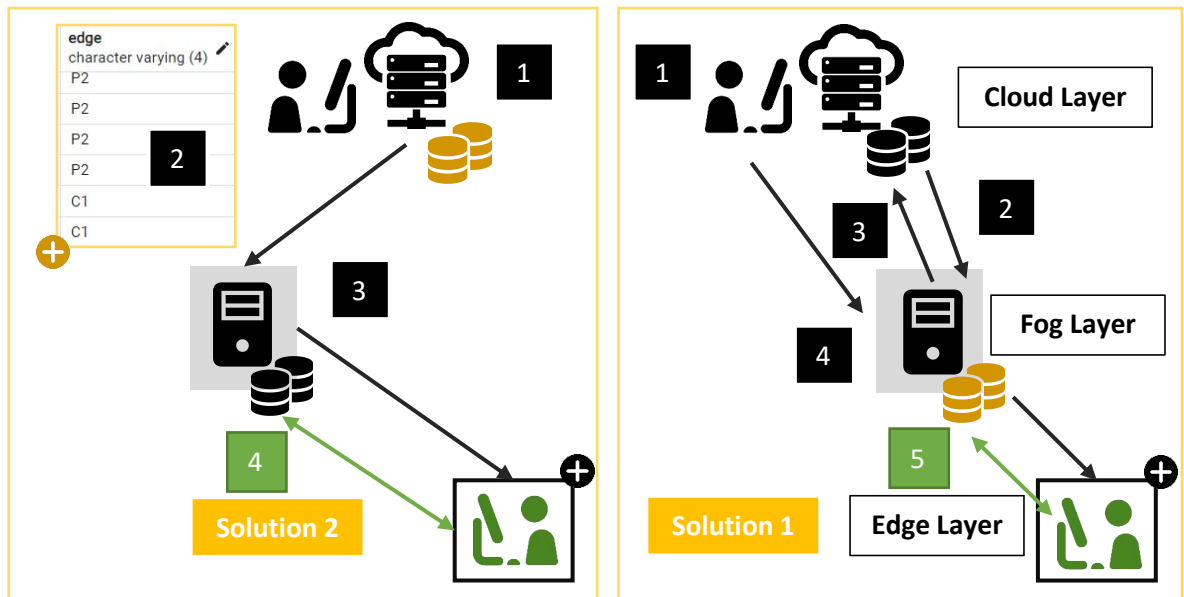 edge
character varying (4)
P2
P2
P2
P2
C1
C1
2
1
3
4
Solution 2
1
Cloud Layer
2
3
Fog Layer
4
5
Solution 1
Edge Layer